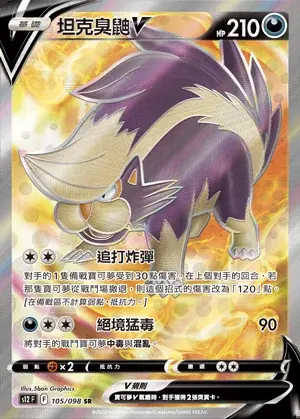 基礎 坦克臭鼬V HP210
追打炸彈
對手的1隻備戰寶可夢受到30點傷害。在上個對手的回合,若
那隻寶可夢從戰鬥場撤退,則這個招式的傷害改為「120」點。
[在備戰區不計算弱點、抵抗力。]
絕境猛毒 90
將對手的戰鬥寶可夢中毒與混亂。
弱點 ×2 抵抗力 撤退
Illus.5ban Graphics
s12 F F 105/098 SR
V規則
寶可夢V氣絕時,對手獲得2張獎賞卡。